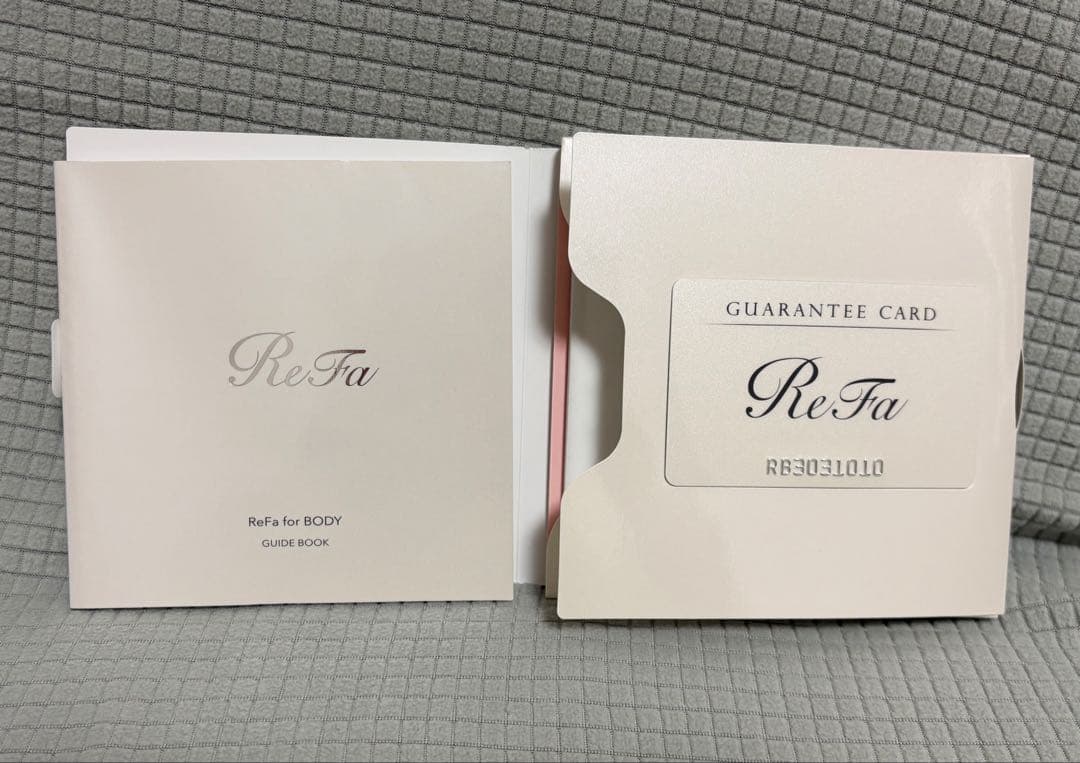 ReFa
ReFa for BODY
GUIDE BOOK
GUARANTEE CARD
ReFa
RB3031010